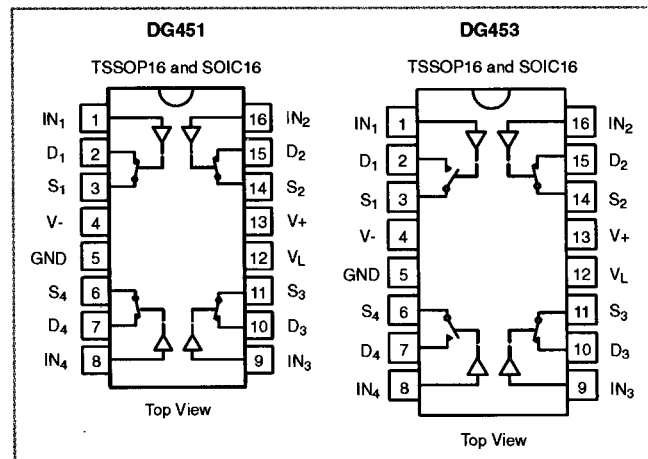 DG451
TSSOP16 and SOIC16
IN1 1 16 IN2
D1 2 15 D2
S1 3 14 S2
V- 4 13 V+
GND 5 12 VL
S4 6 11 S3
D4 7 10 D3
IN4 8 9 IN3
Top View
DG453
TSSOP16 and SOIC16
IN1 1 16 IN2
D1 2 15 D2
S1 3 14 S2
V- 4 13 V+
GND 5 12 VL
S4 6 11 S3
D4 7 10 D3
IN4 8 9 IN3
Top View